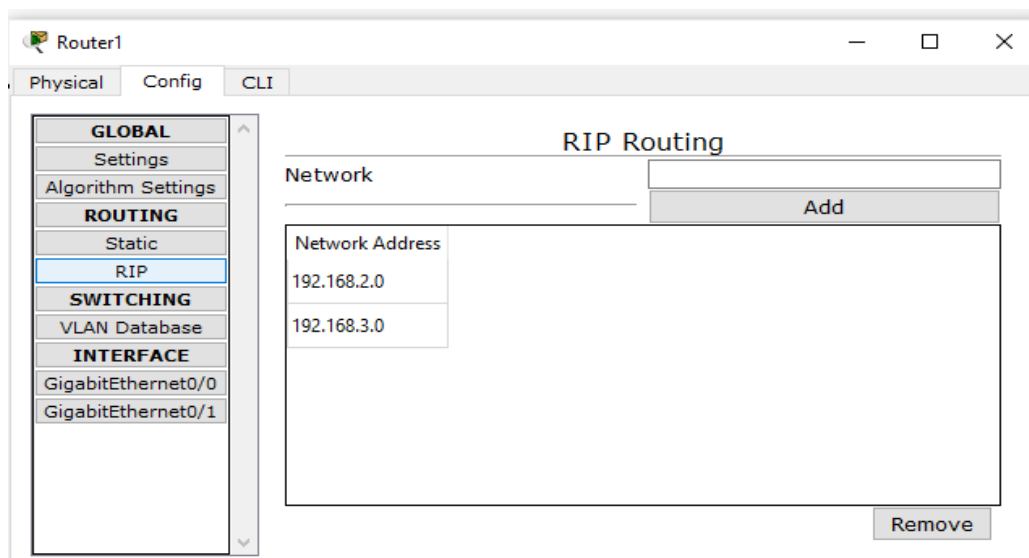 Router1
Physical Config CLI
GLOBAL
Settings
Algorithm Settings
ROUTING
Static
RIP
SWITCHING
VLAN Database
INTERFACE
GigabitEthernet0/0
GigabitEthernet0/1
RIP Routing
Network
Add
Network Address
192.168.2.0
192.168.3.0
Remove